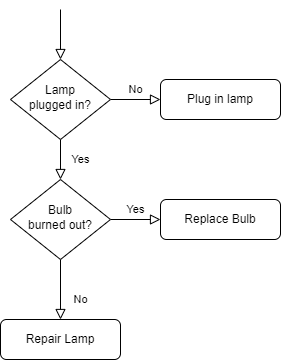 Lamp
plugged in?
No
Plug in lamp
Yes
Bulb
burned out?
Yes
Replace Bulb
No
Repair Lamp